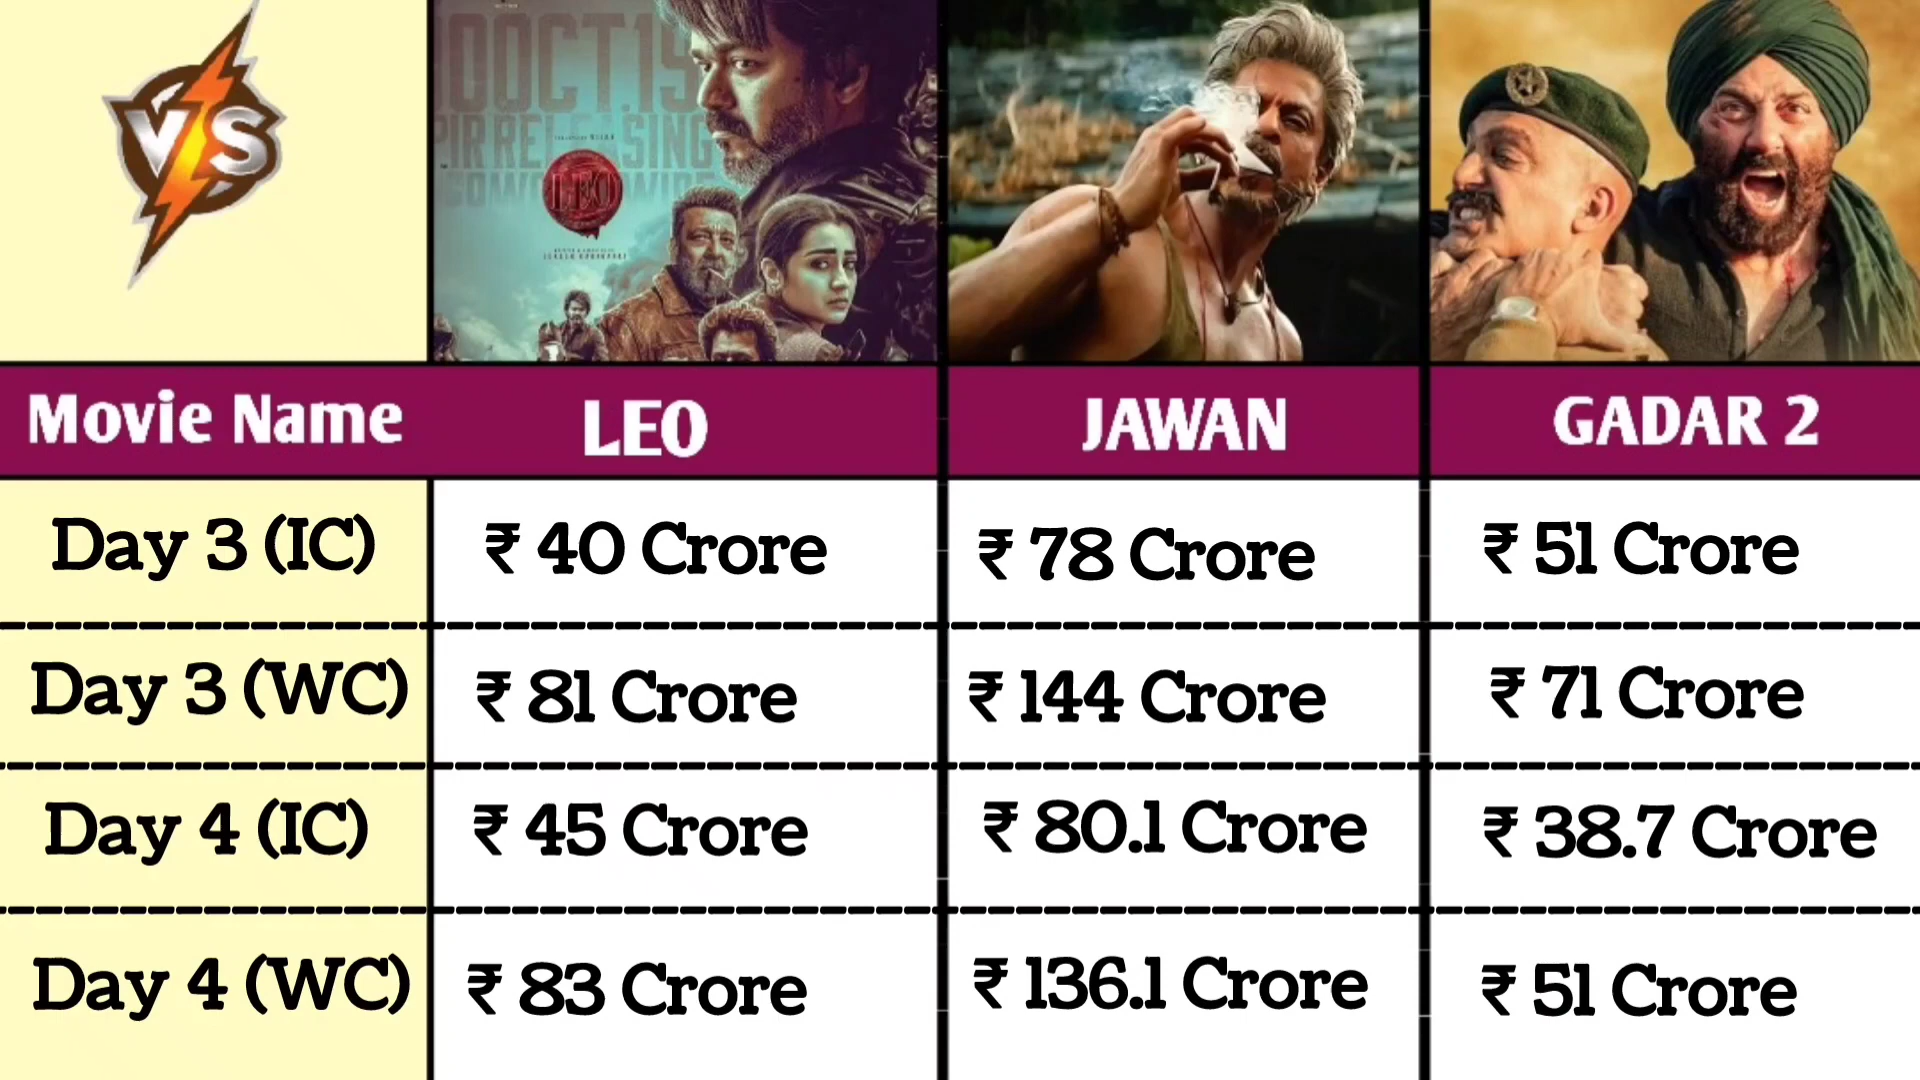 VS
LEO
Movie Name LEO JAWAN GADAR 2
Day 3 (IC) ₹ 40 Crore ₹ 78 Crore ₹ 51 Crore
Day 3 (WC) ₹ 81 Crore ₹ 144 Crore ₹ 71 Crore
Day 4 (IC) ₹ 45 Crore ₹ 80.1 Crore ₹ 38.7 Crore
Day 4 (WC) ₹ 83 Crore ₹ 136.1 Crore ₹ 51 Crore